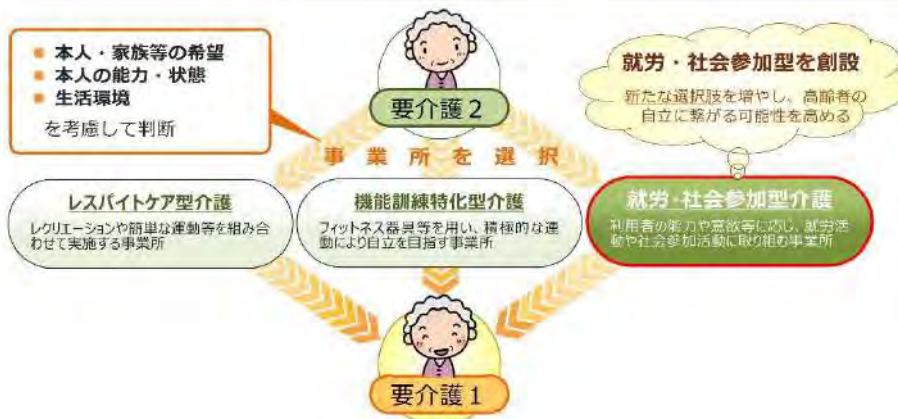 本人・家族等の希望
本人の能力・状態
生活環境
を考慮して判断
要介護2
就労・社会参加型を創設
新たな選択肢を増やし、高齢者の
自立に繋がる可能性を高める
事業所を選択
レスパイトケア型介護
レクリエーションや簡単な運動等を組み合
わせて実施する事業所
機能訓練特化型介護
フィットネス器具等を用い、積極的な運
動により自立を目指す事業所
就労・社会参加型介護
利用者の能力や意欲等に応じ、就労活
動や社会参加活動に取り組む事業所
要介護1